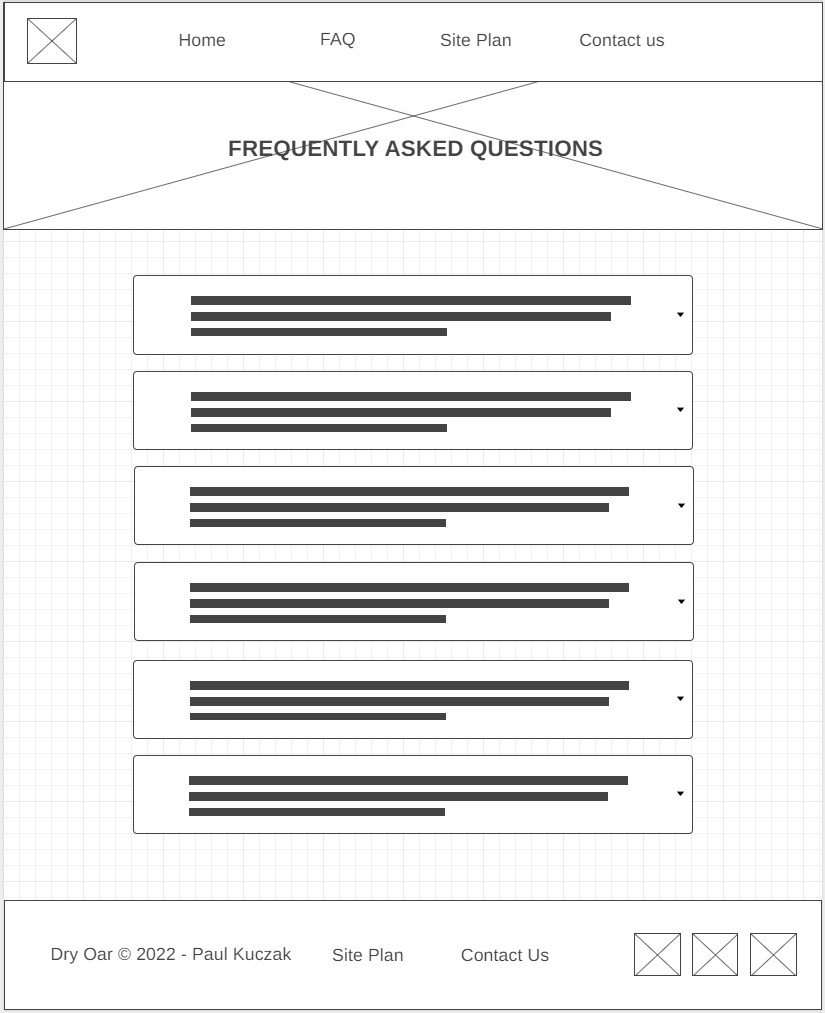 Home FAQ Site Plan Contact us
FREQUENTLY ASKED QUESTIONS
Dry Oar © 2022 - Paul Kuczak Site Plan Contact Us